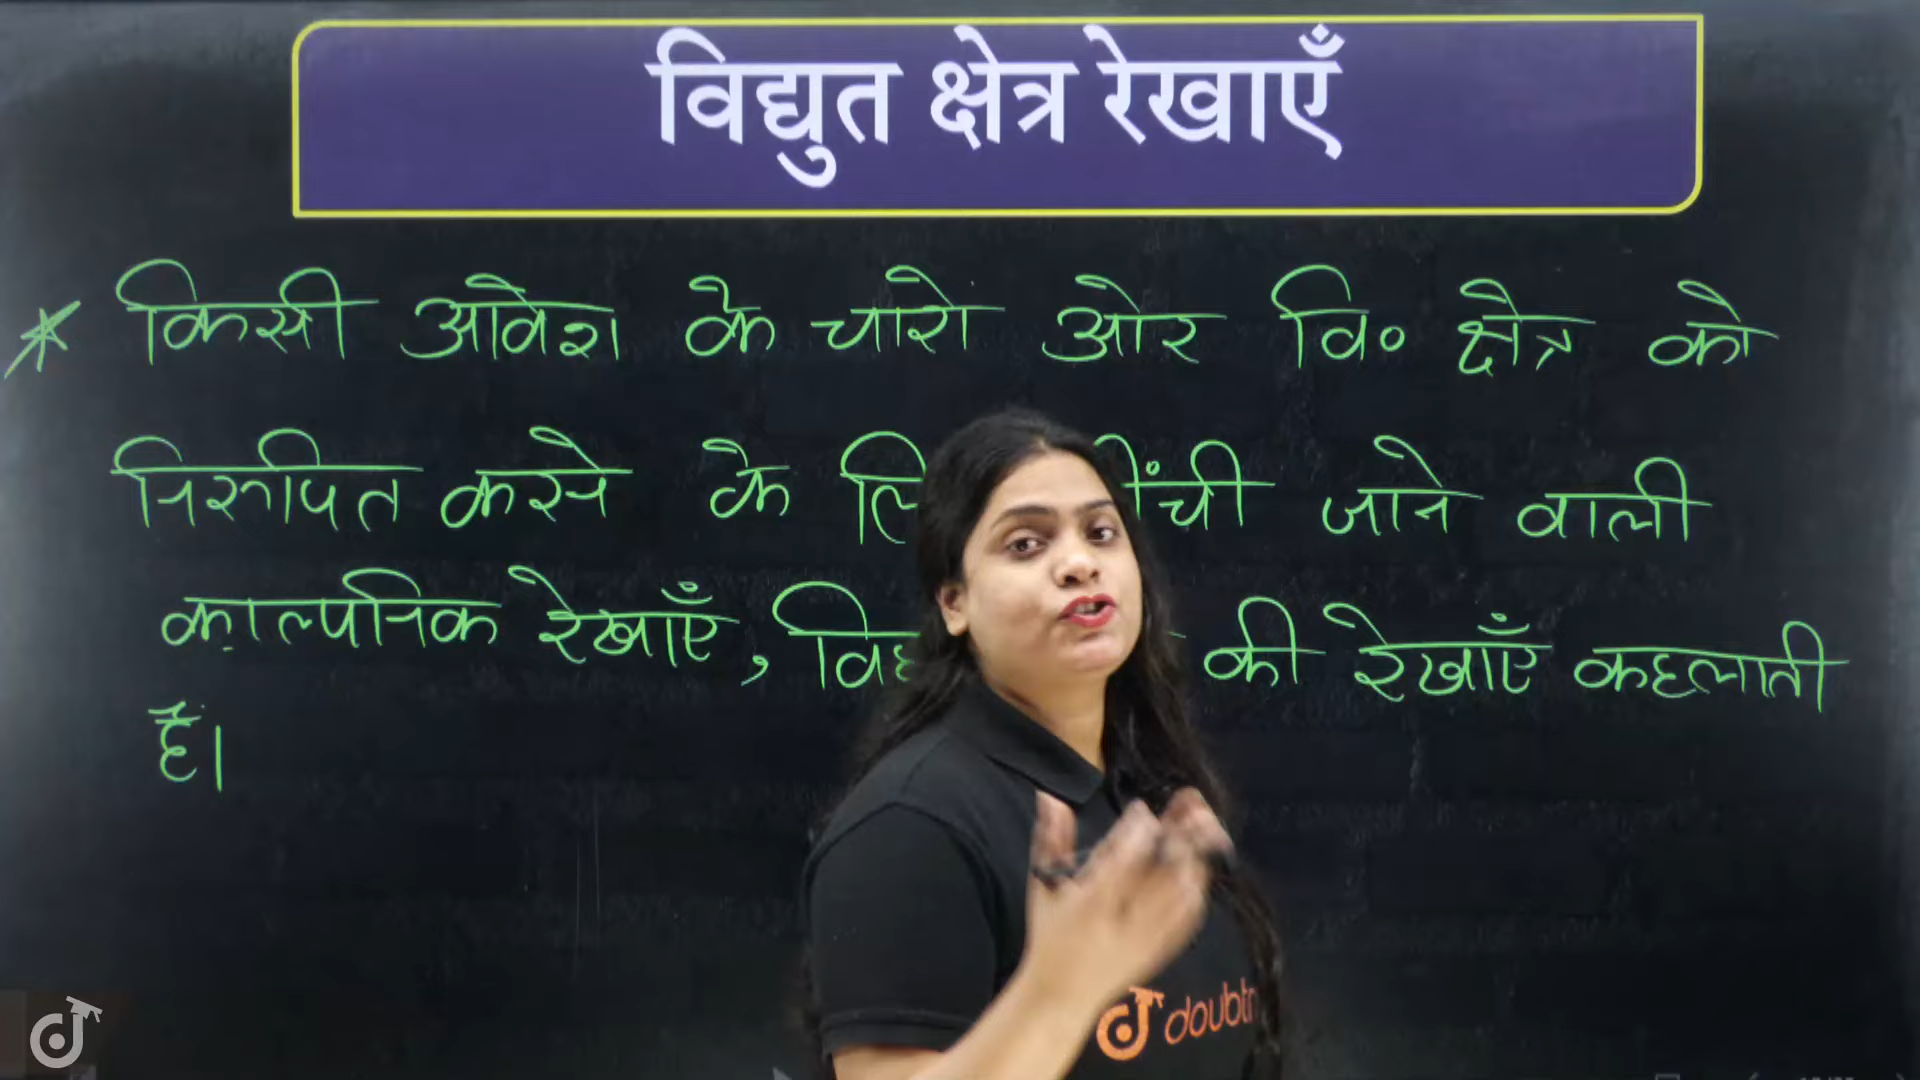 विद्युत क्षेत्र रेखाएँ
किसी आवेश के चारों ओर वि० क्षेत्र को
निरूपित करने के जाने वाली
काल्पनिक रेखाएँ, की रेखाएँ कहलाती
हैं।
doubtn